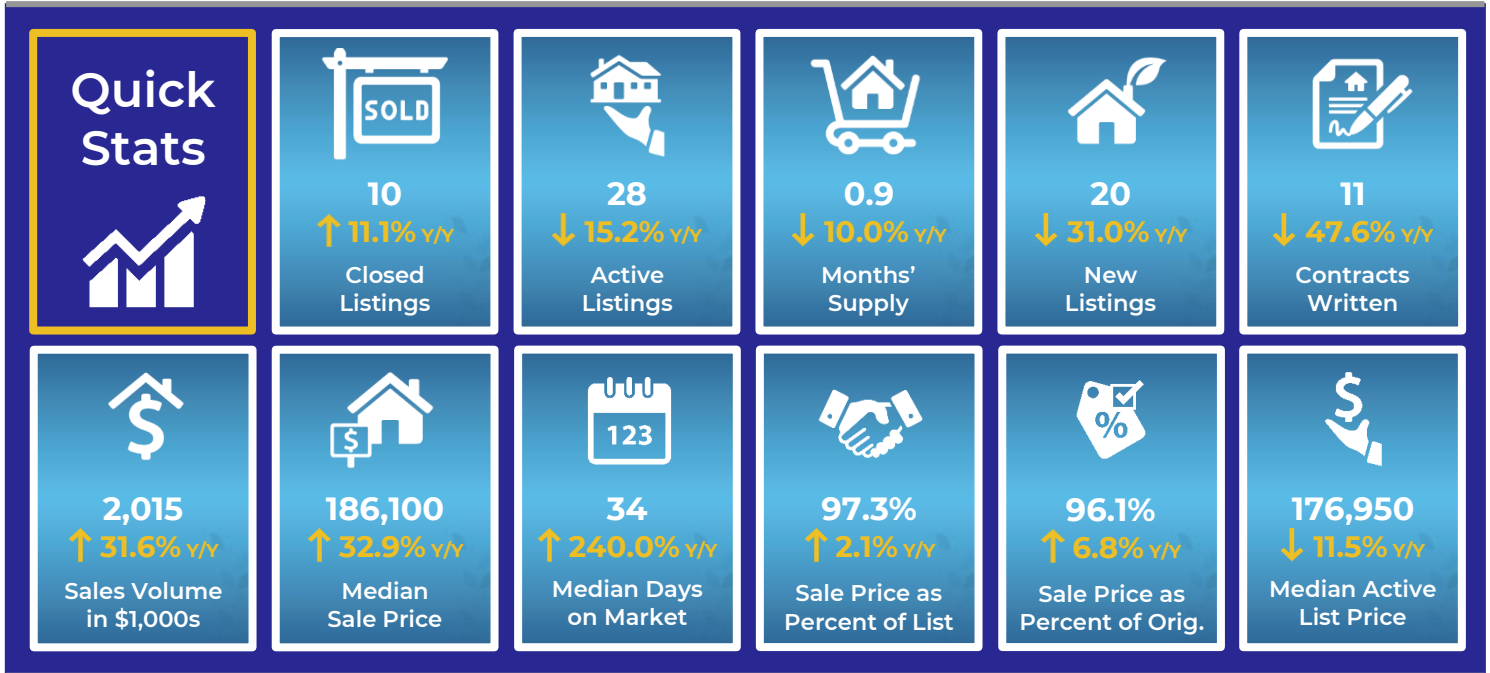 Quick
Stats
SOLD
10
↑ 11.1% Y/Y
Closed
Listings
28
↓ 15.2% Y/Y
Active
Listings
0.9
↓ 10.0% Y/Y
Months’
Supply
20
↓ 31.0% Y/Y
New
Listings
11
↓ 47.6% Y/Y
Contracts
Written
$
2,015
↑ 31.6% Y/Y
Sales Volume
in $1,000s
$
186,100
↑ 32.9% Y/Y
Median
Sale Price
123
34
↑ 240.0% Y/Y
Median Days
on Market
97.3%
↑ 2.1% Y/Y
Sale Price as
Percent of List
%
96.1%
↑ 6.8% Y/Y
Sale Price as
Percent of Orig.
$
176,950
↓ 11.5% Y/Y
Median Active
List Price